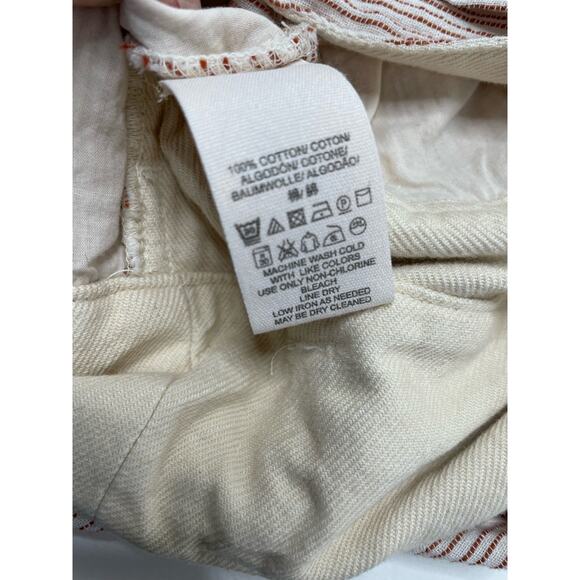 100% COTTON/ COTON/
ALGODÓN/ COTONE/
BAUMWOLLE/ ALGODÃO/
棉/ 綿
MACHINE WASH COLD
WITH LIKE COLORS
USE ONLY NON-CHLORINE
BLEACH
LINE DRY
LOW IRON AS NEEDED
MAY BE DRY CLEANED